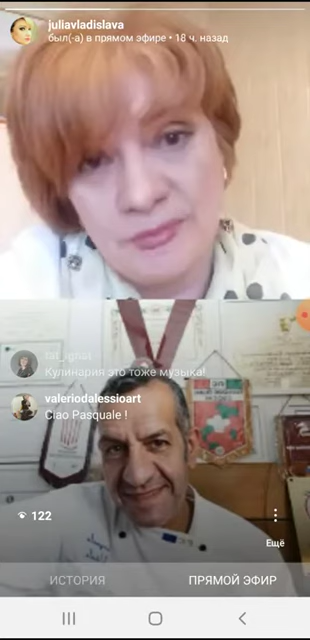 juliavladislava
был(-а) в прямом эфире • 18 ч. назад
Кулинария это тоже музыка!
valeriodalessioart
Ciao Pasquale !
122
Ещё
ИСТОРИЯ
ПРЯМОЙ ЭФИР